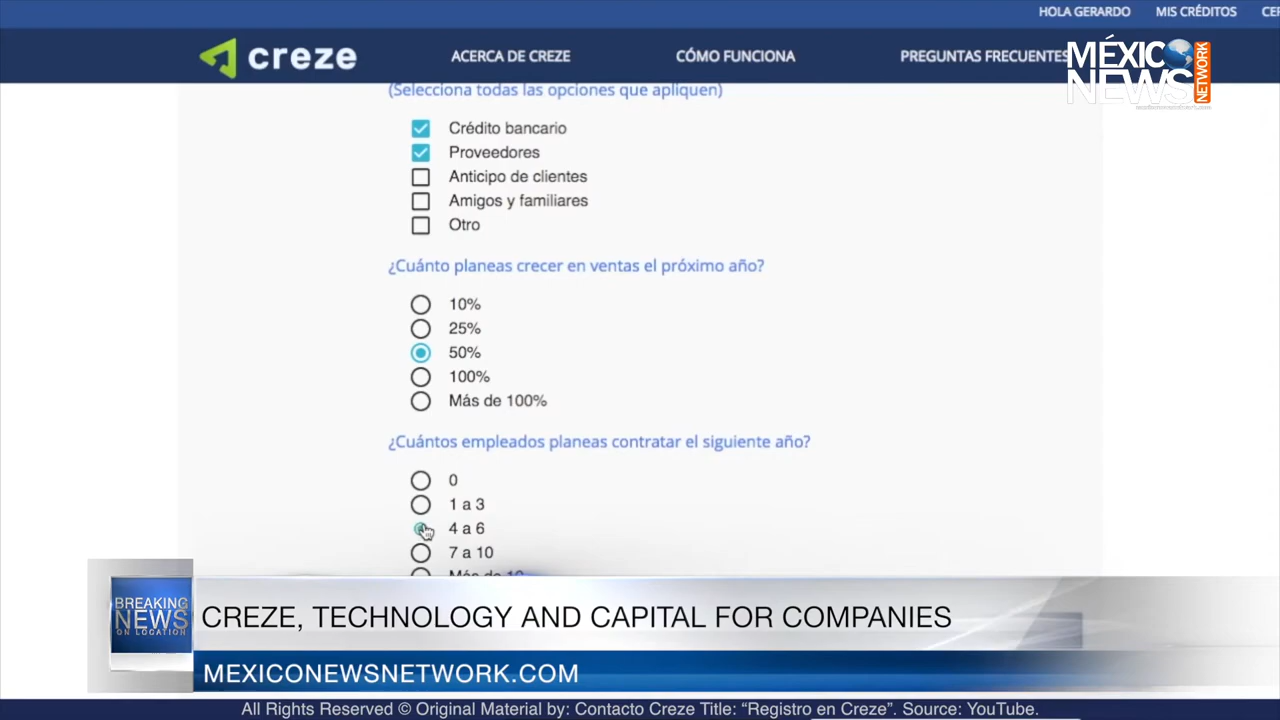 HOLA GERARDO MIS CRÉDITOS
creze ACERCA DE CREZE CÓMO FUNCIONA PREGUNTAS FRECUENTES
MÉXICO
NEWS
NETWORK
(Selecciona todas las opciones que apliquen)
Crédito bancario
Proveedores
Anticipo de clientes
Amigos y familiares
Otro
¿Cuánto planeas crecer en ventas el próximo año?
10%
25%
50%
100%
Más de 100%
¿Cuántos empleados planeas contratar el siguiente año?
0
1 a 3
4 a 6
7 a 10
Más de 10
BREAKING
NEWS
ON LOCATION
CREZE, TECHNOLOGY AND CAPITAL FOR COMPANIES
MEXICONEWSNETWORK.COM
All Rights Reserved © Original Material by: Contacto Creze Title: “Registro en Creze”. Source: YouTube.